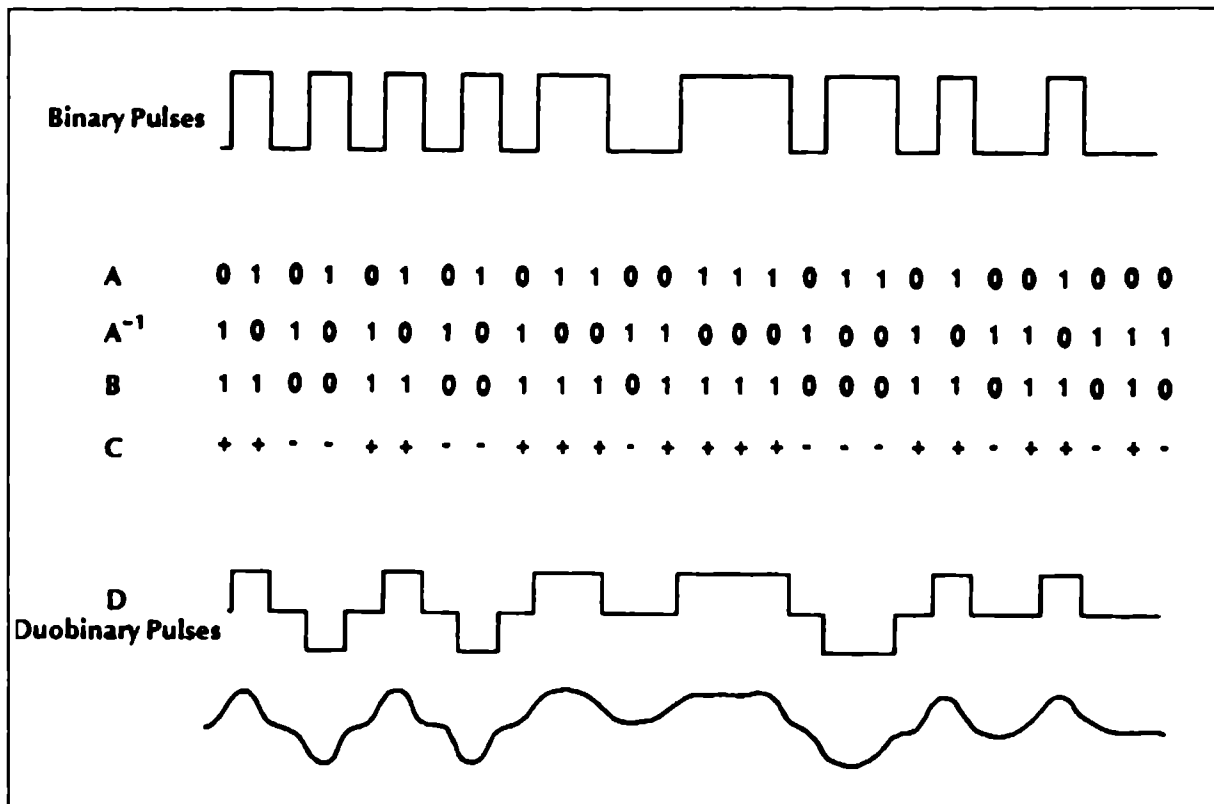 Binary Pulses
A 0 1 0 1 0 1 0 1 0 1 1 0 0 1 1 1 0 1 1 0 1 0 0 1 0 0 0
A⁻¹ 1 0 1 0 1 0 1 0 1 0 0 1 1 0 0 0 1 0 0 1 0 1 1 0 1 1 1
B 1 1 0 0 1 1 0 0 1 1 1 0 1 1 1 1 0 0 0 1 1 0 1 1 0 1 0
C + + - - + + - - + + + - + + + + - - - + + - + + - + -
D
Duobinary Pulses